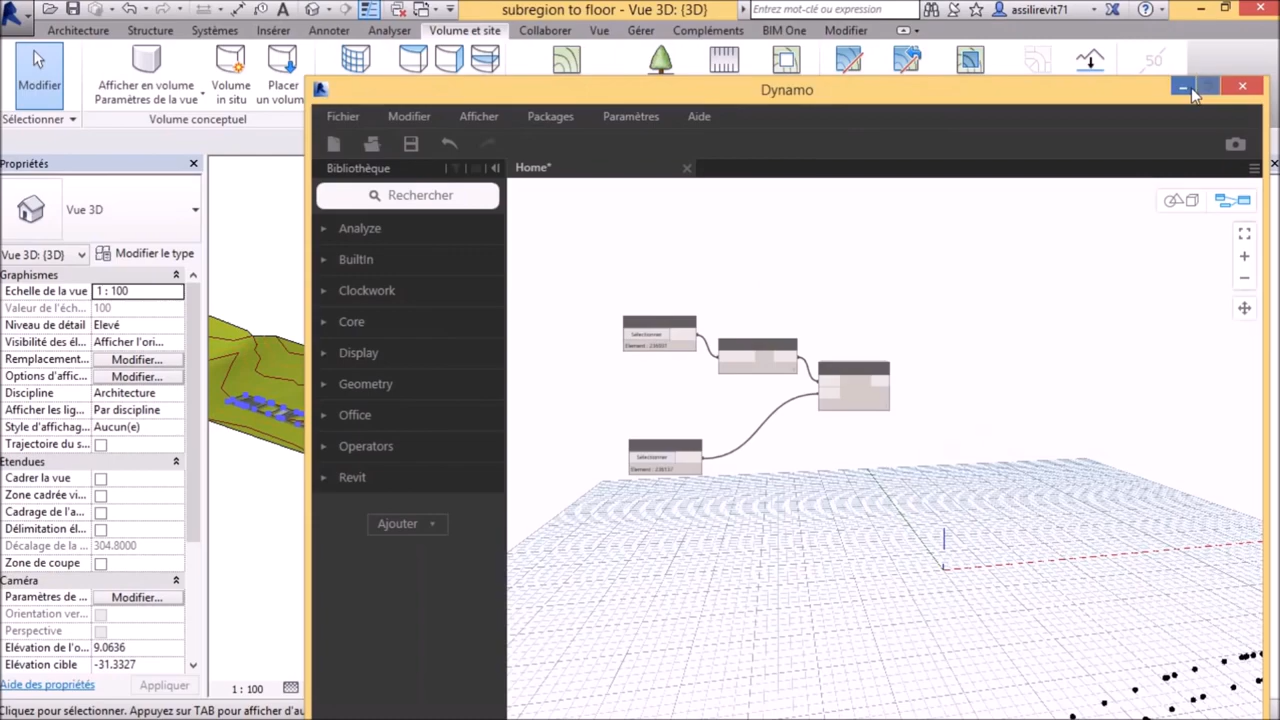 subregion to floor - Vue 3D: {3D}
Entrez mot-clé ou expression
assilirevit71
Architecture Structure Systèmes Insérer Annoter Analyser Volume et site Collaborer Vue Gérer Compléments BIM One Modifier
Modifier
Afficher en volume
Paramètres de la vue
Volume
in situ
Placer
un volum
50
Sélectionner
Volume conceptuel
Dynamo
Fichier Modifier Afficher Packages Paramètres Aide
Bibliothèque
Home*
Rechercher
Analyze
BuiltIn
Clockwork
Core
Display
Geometry
Office
Operators
Revit
Ajouter
Sélectionner
Sélectionner
Propriétés
Vue 3D
Vue 3D: {3D}
Modifier le type
Graphismes
Echelle de la vue 1 : 100
Valeur de l'éch... 100
Niveau de détail Elevé
Visibilité des él... Afficher l'ori...
Remplacement... Modifier...
Options d'affic... Modifier...
Discipline Architecture
Afficher les lig... Par discipline
Style d'affichag... Aucun(e)
Trajectoire du s...
Etendues
Cadrer la vue
Zone cadrée vi...
Cadrage de l'a...
Délimitation él...
Décalage de la ... 304.8000
Zone de coupe
Caméra
Paramètres de ... Modifier...
Orientation ver...
Perspective
Elévation de l'o... 9.0636
Elévation cible -31.3327
Aide des propriétés
Appliquer
1 : 100
Cliquez pour sélectionner. Appuyez sur TAB pour afficher d'au